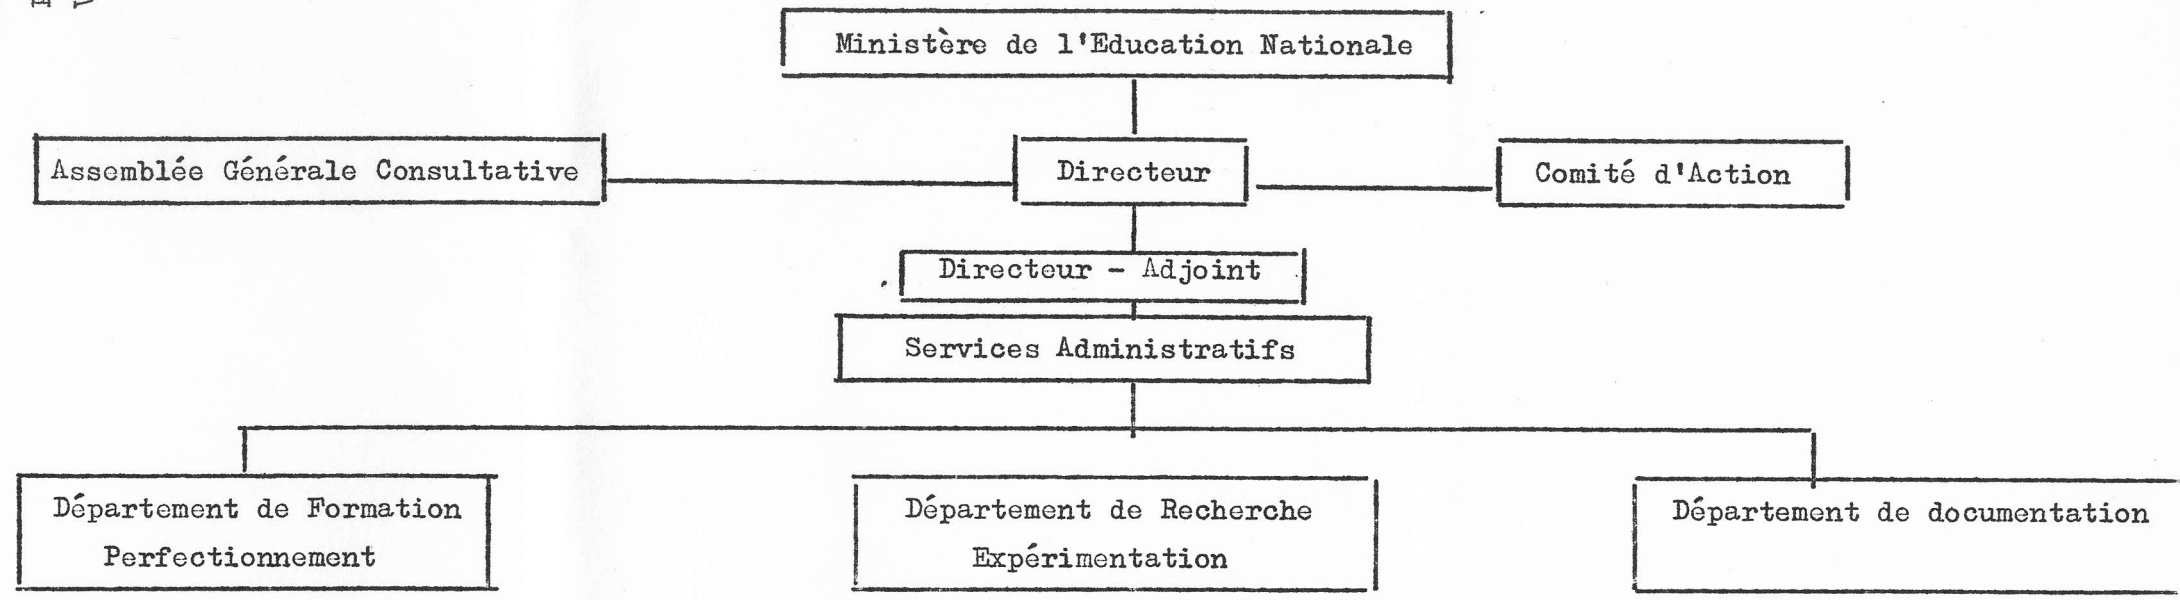 Ministère de l'Education Nationale
Assemblée Générale Consultative
Directeur
Comité d'Action
Directeur - Adjoint
Services Administratifs
Département de Formation
Perfectionnement
Département de Recherche
Expérimentation
Département de documentation